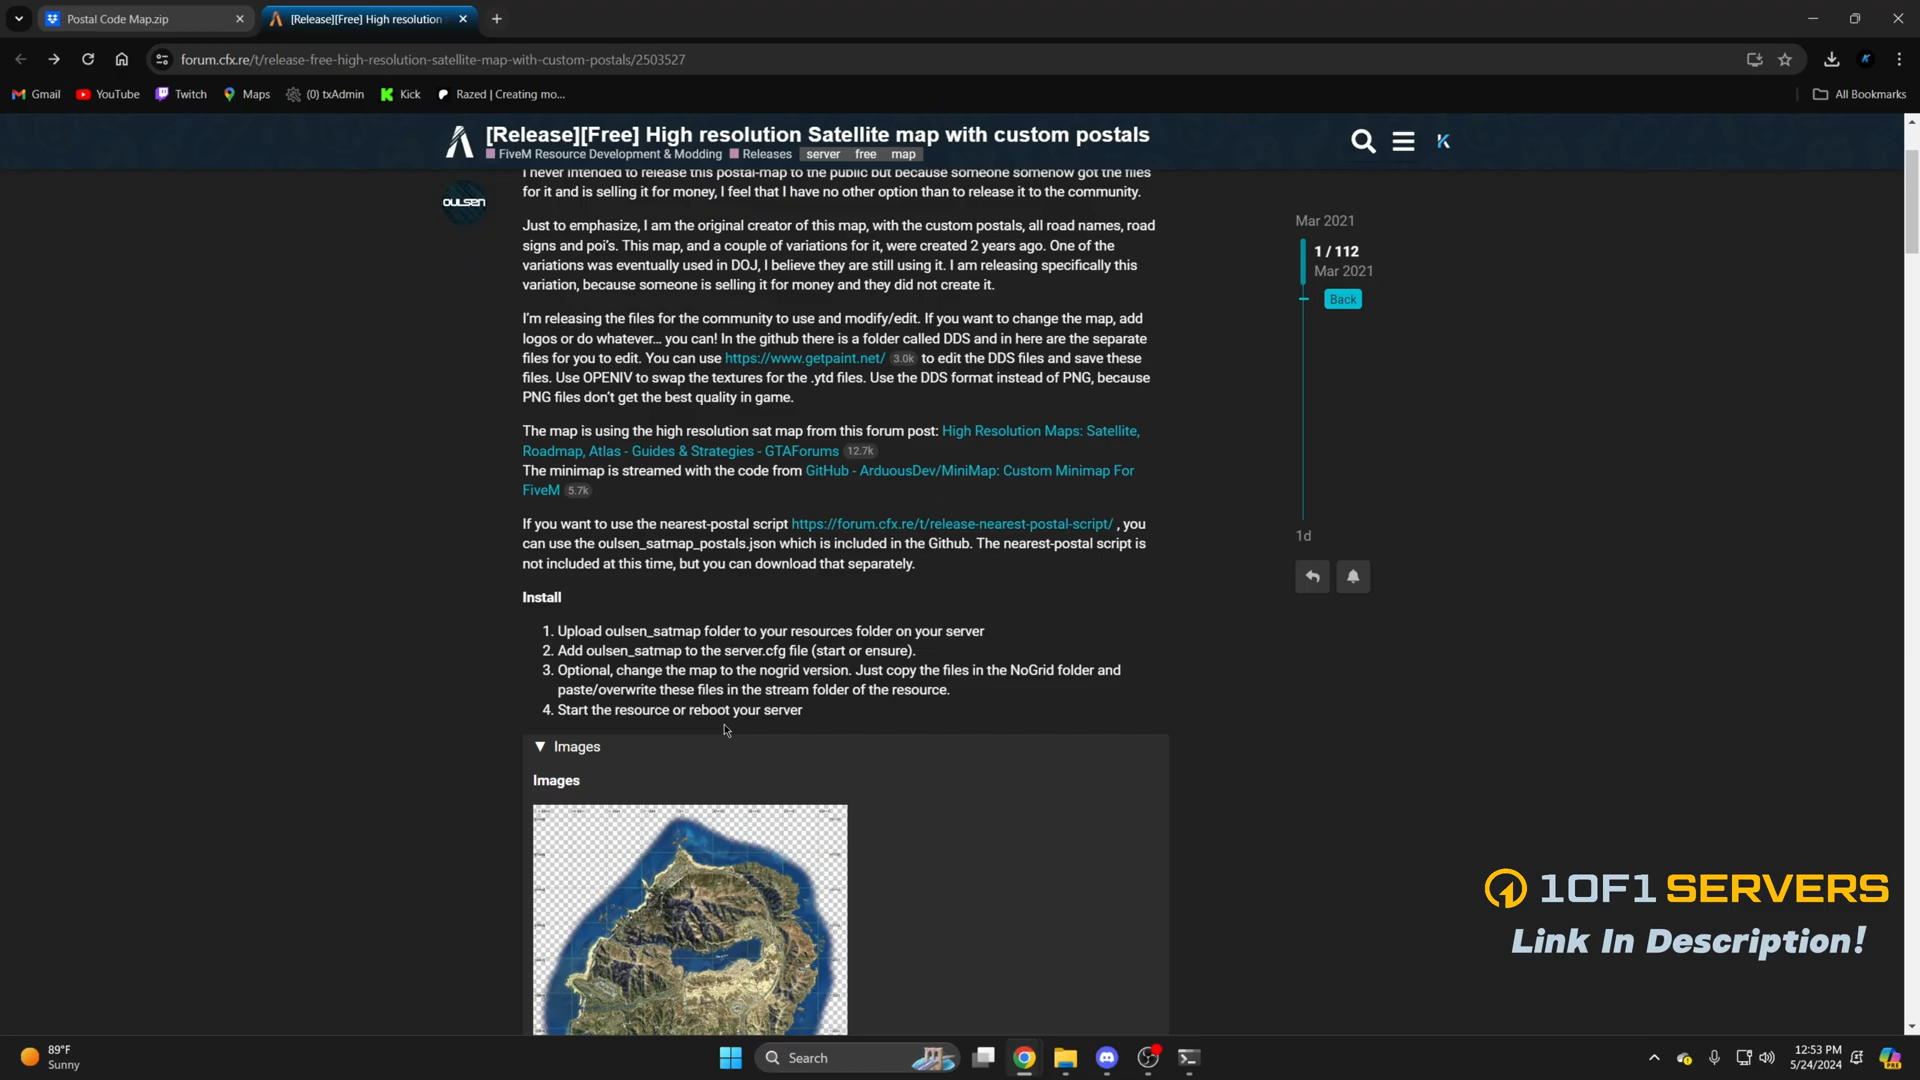 Postal Code Map.zip
[Release][Free] High resolution
forum.cfx.re/t/release-free-high-resolution-satellite-map-with-custom-postals/2503527
Gmail
YouTube
Twitch
Maps
(0) txAdmin
Kick
Razed | Creating mo...
All Bookmarks
[Release][Free] High resolution Satellite map with custom postals
FiveM Resource Development & Modding Releases server free map
K
OULSEN
I never intended to release this postal-map to the public but because someone somehow got the files
for it and is selling it for money, I feel that I have no other option than to release it to the community.
Just to emphasize, I am the original creator of this map, with the custom postals, all road names, road
signs and poi's. This map, and a couple of variations for it, were created 2 years ago. One of the
variations was eventually used in DOJ, I believe they are still using it. I am releasing specifically this
variation, because someone is selling it for money and they did not create it.
I'm releasing the files for the community to use and modify/edit. If you want to change the map, add
logos or do whatever… you can! In the github there is a folder called DDS and in here are the separate
files for you to edit. You can use https://www.getpaint.net/ 3.0k to edit the DDS files and save these
files. Use OPENIV to swap the textures for the .ytd files. Use the DDS format instead of PNG, because
PNG files don't get the best quality in game.
The map is using the high resolution sat map from this forum post: High Resolution Maps: Satellite,
Roadmap, Atlas - Guides & Strategies - GTAForums 12.7k
The minimap is streamed with the code from GitHub - ArduousDev/MiniMap: Custom Minimap For
FiveM 5.7k
If you want to use the nearest-postal script https://forum.cfx.re/t/release-nearest-postal-script/ , you
can use the oulsen_satmap_postals.json which is included in the Github. The nearest-postal script is
not included at this time, but you can download that separately.
Install
1. Upload oulsen_satmap folder to your resources folder on your server
2. Add oulsen_satmap to the server.cfg file (start or ensure).
3. Optional, change the map to the nogrid version. Just copy the files in the NoGrid folder and
paste/overwrite these files in the stream folder of the resource.
4. Start the resource or reboot your server
▼ Images
Images
Mar 2021
1 / 112
Mar 2021
Back
1d
1OF1 SERVERS
Link In Description!
89°F
Sunny
Search
12:53 PM
5/24/2024
PRE